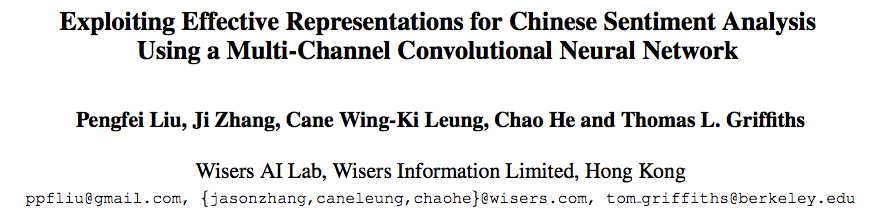 Exploiting Effective Representations for Chinese Sentiment Analysis
Using a Multi-Channel Convolutional Neural Network
Pengfei Liu, Ji Zhang, Cane Wing-Ki Leung, Chao He and Thomas L. Griffiths
Wisers AI Lab, Wisers Information Limited, Hong Kong
ppfliu@gmail.com, {jasonzhang,caneleung,chaohe}@wisers.com, tom_griffiths@berkeley.edu